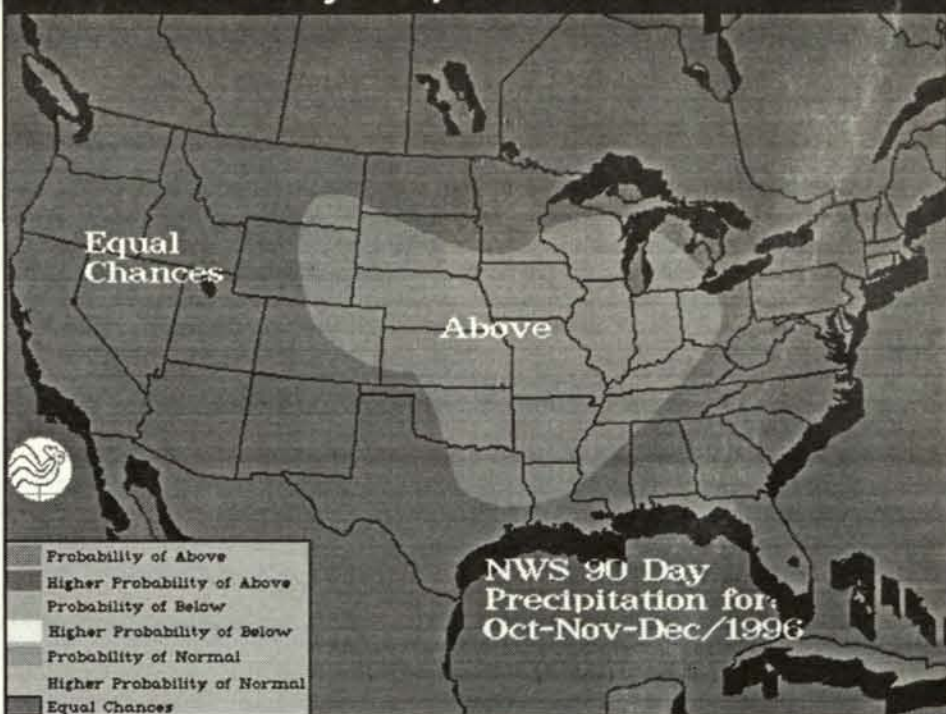 Equal
Chances
Above
NWS 90 Day
Precipitation for
Oct-Nov-Dec/1996
Probability of Above
Higher Probability of Above
Probability of Below
Higher Probability of Below
Probability of Normal
Higher Probability of Normal
Equal Chances